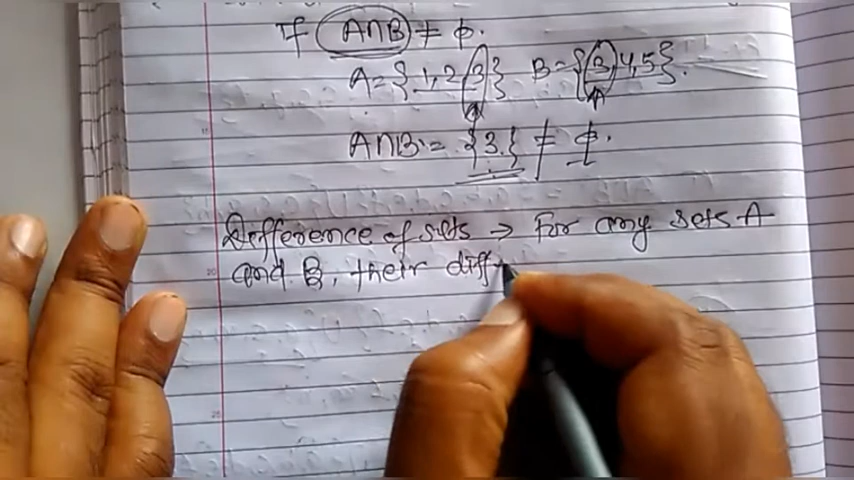 If A∩B ≠ φ.
A = {1,2,3} B = {3,4,5}.
A∩B = {3.} ≠ φ.
Difference of sets → For any sets A
and B, their diff